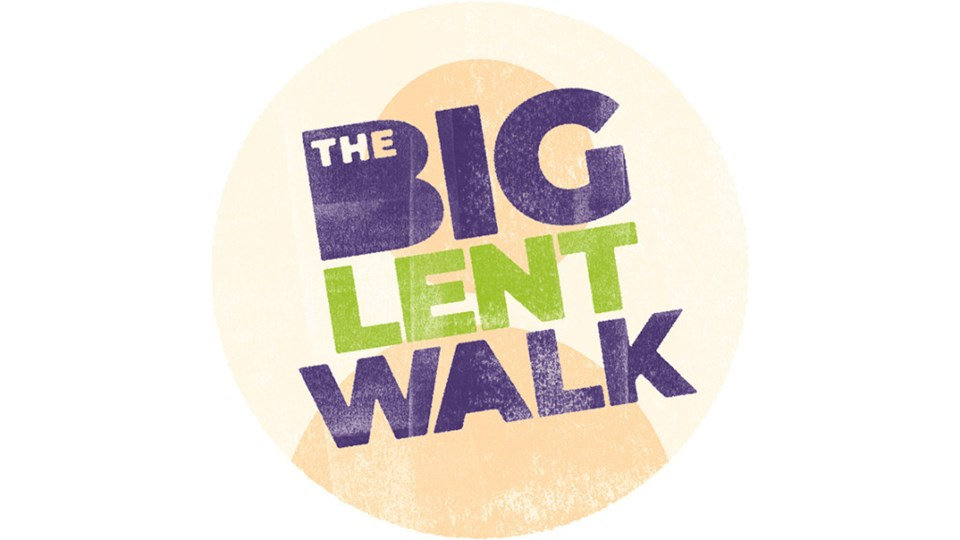 THE
BIG
LENT
WALK